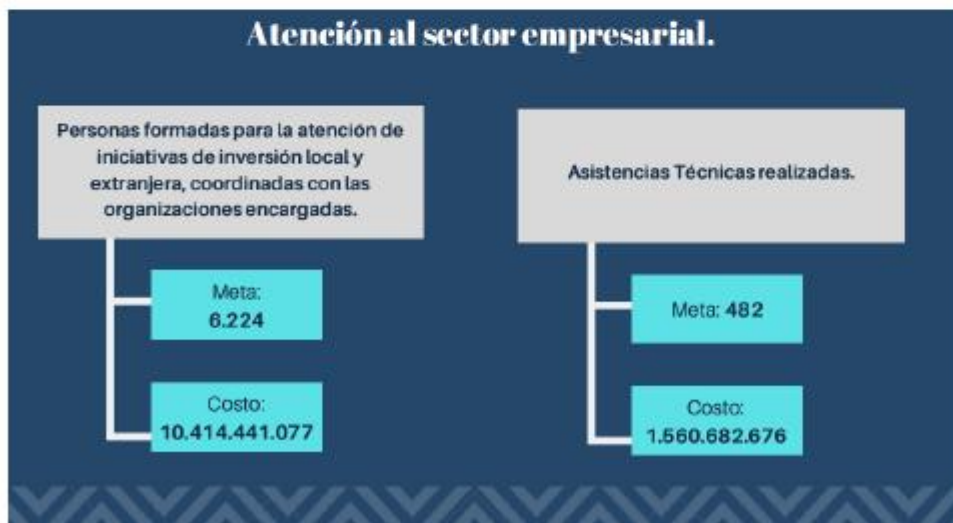 Atención al sector empresarial.
Personas formadas para la atención de
iniciativas de inversión local y
extranjera, coordinadas con las
organizaciones encargadas.
Meta:
6.224
Costo:
10.414.441.077
Asistencias Técnicas realizadas.
Meta: 482
Costo:
1.560.682.676